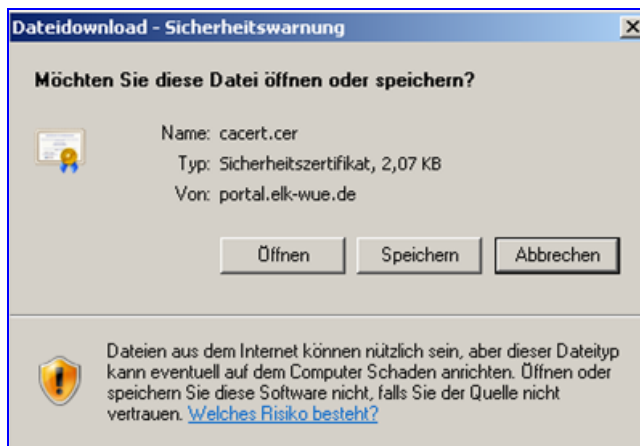 Dateidownload - Sicherheitswarnung
Möchten Sie diese Datei öffnen oder speichern?
Name: cacert.cer
Typ: Sicherheitszertifikat, 2,07 KB
Von: portal.elk-wue.de
Öffnen Speichern Abbrechen
Dateien aus dem Internet können nützlich sein, aber dieser Dateityp
kann eventuell auf dem Computer Schaden anrichten. Öffnen oder
speichern Sie diese Software nicht, falls Sie der Quelle nicht
vertrauen. Welches Risiko besteht?